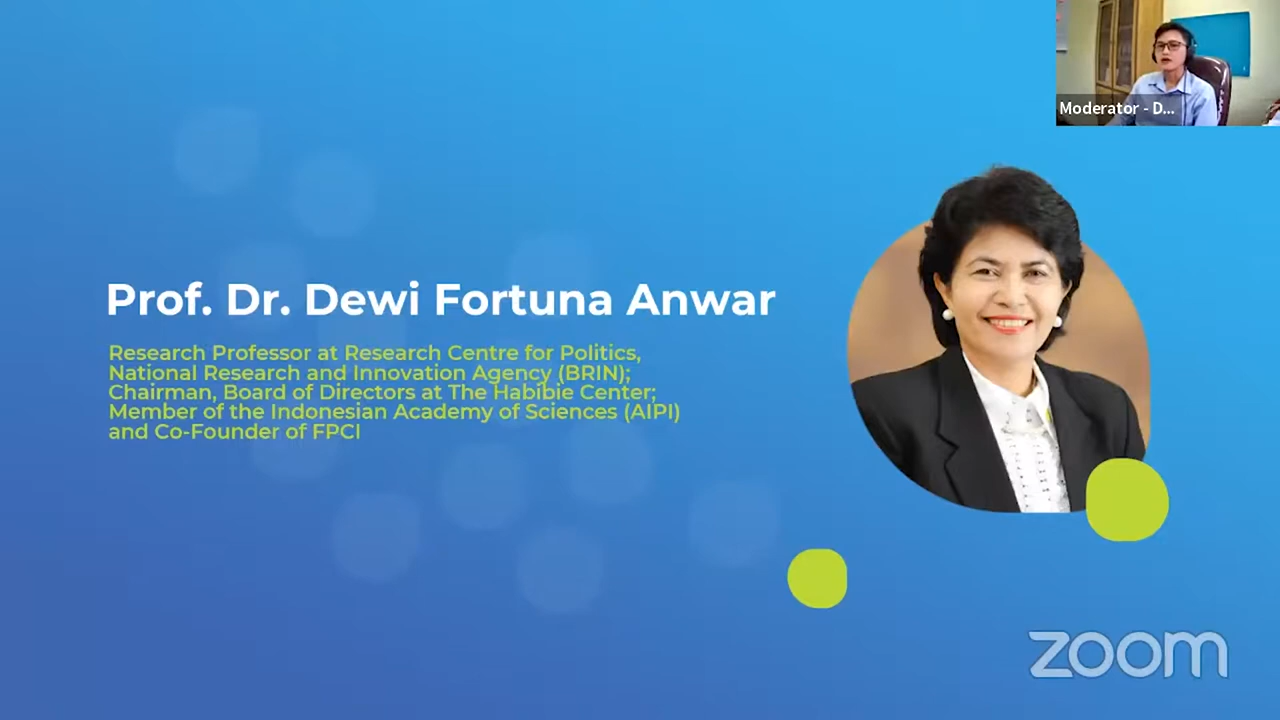 Moderator - D...
Prof. Dr. Dewi Fortuna Anwar
Research Professor at Research Centre for Politics,
National Research and Innovation Agency (BRIN);
Chairman, Board of Directors at The Habibie Center;
Member of the Indonesian Academy of Sciences (AIPI)
and Co-Founder of FPCI
zoom